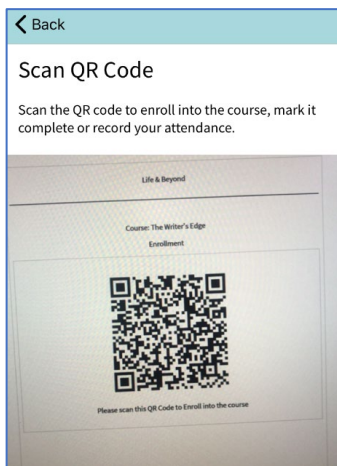 Back
Scan QR Code
Scan the QR code to enroll into the course, mark it
complete or record your attendance.
Life & Beyond
Course: The Writer's Edge
Enrollment
Please scan this QR Code to Enroll into the course